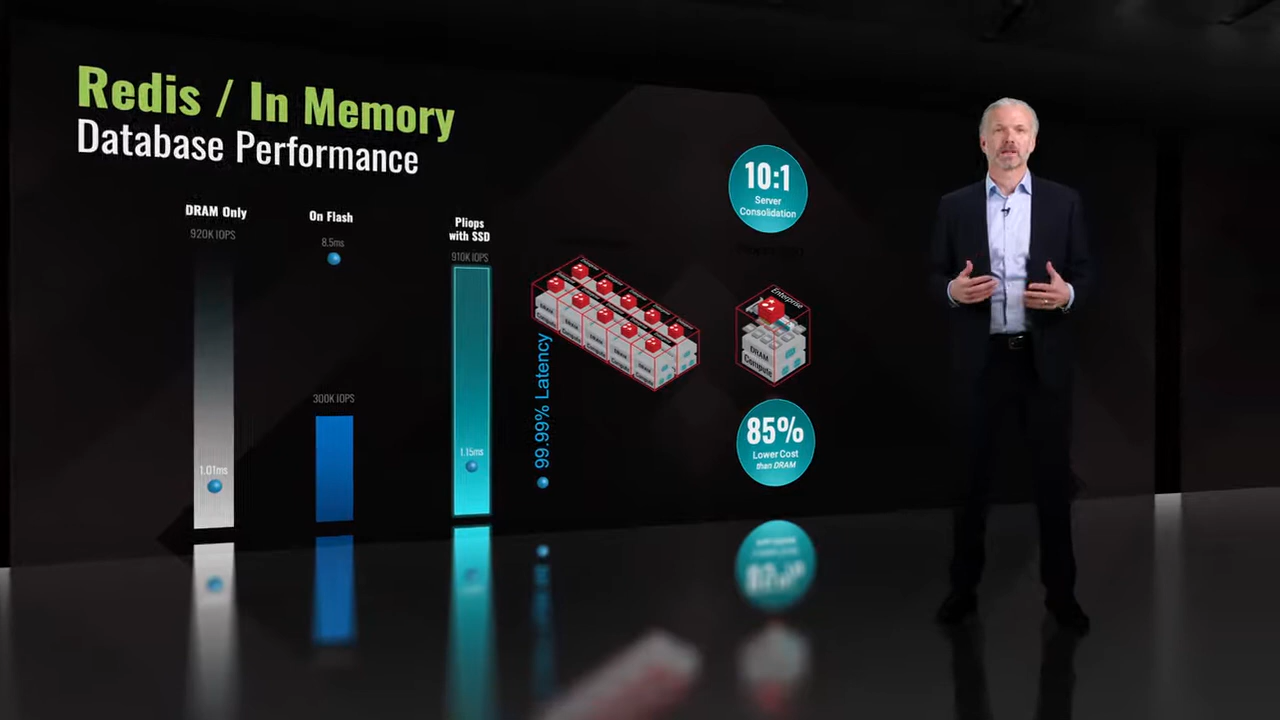 Redis / In Memory
Database Performance
DRAM Only
920K IOPS
1.01ms
On Flash
8.5ms
300K IOPS
Pliops
with SSD
910K IOPS
1.15ms
99.99% Latency
10:1
Server
Consolidation
Enterprise
DRAM
Compute
85%
Lower Cost
than DRAM